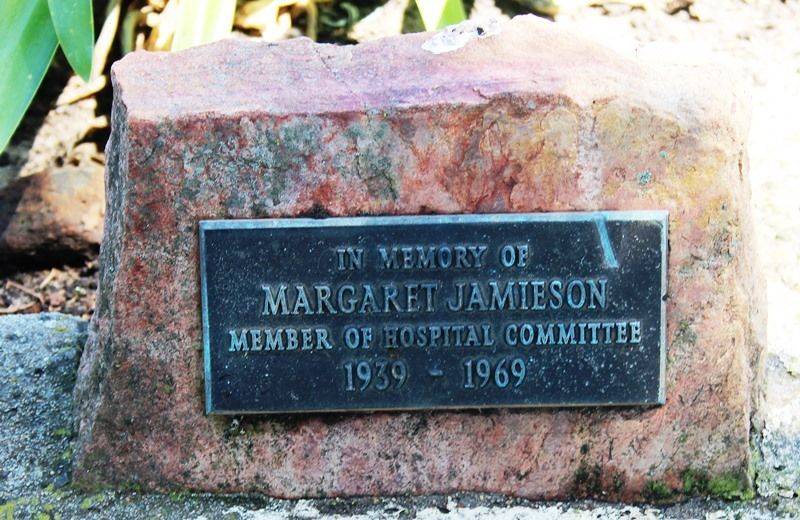 IN MEMORY OF
MARGARET JAMIESON
MEMBER OF HOSPITAL COMMITTEE
1939 - 1969